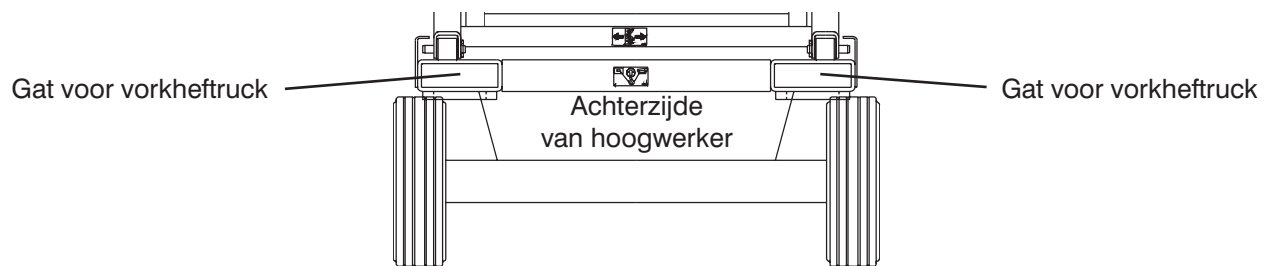 Gat voor vorkheftruck
Achterzijde
van hoogwerker
Gat voor vorkheftruck